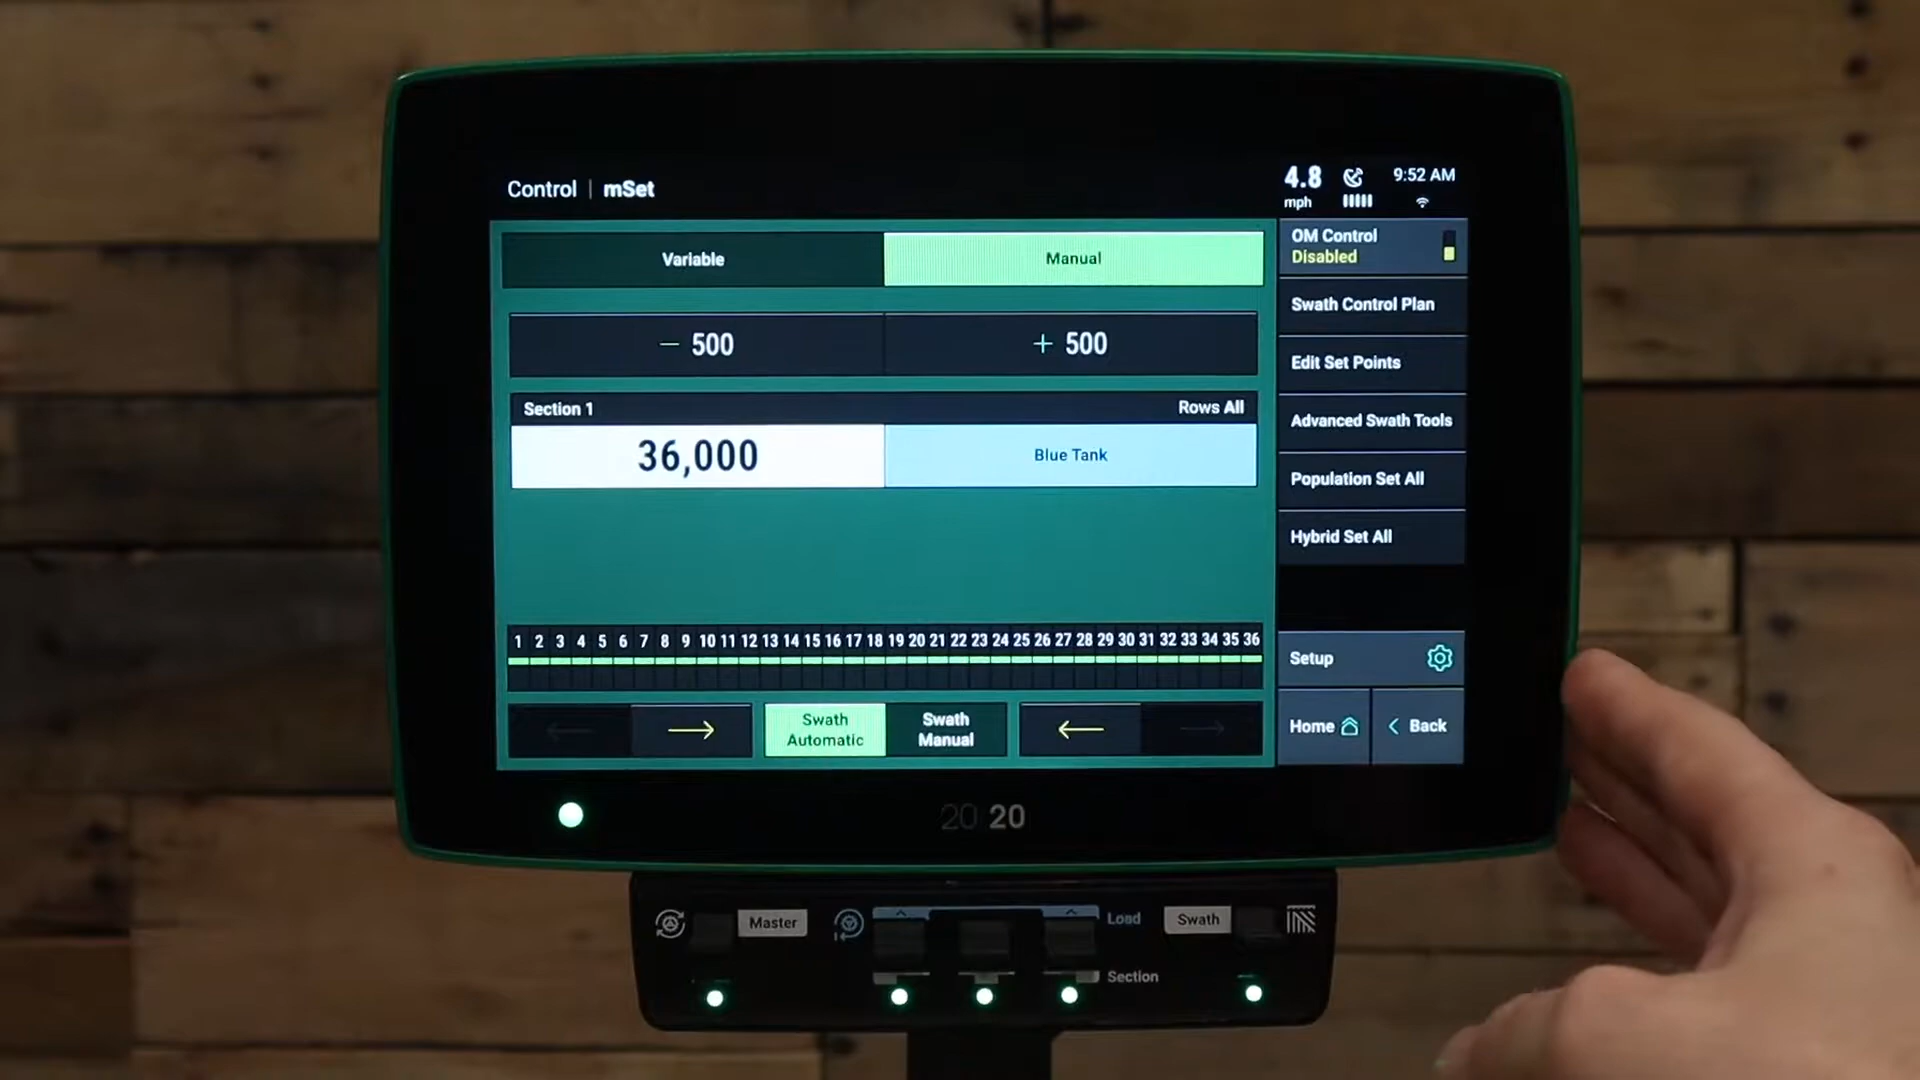 Control | mSet
4.8
mph
9:52 AM
Variable
Manual
− 500
+ 500
Section 1
Rows All
36,000
Blue Tank
1 2 3 4 5 6 7 8 9 10 11 12 13 14 15 16 17 18 19 20 21 22 23 24 25 26 27 28 29 30 31 32 33 34 35 36
Swath
Automatic
Swath
Manual
OM Control
Disabled
Swath Control Plan
Edit Set Points
Advanced Swath Tools
Population Set All
Hybrid Set All
Setup
Home
Back
20 20
Master
Load
Swath
Section